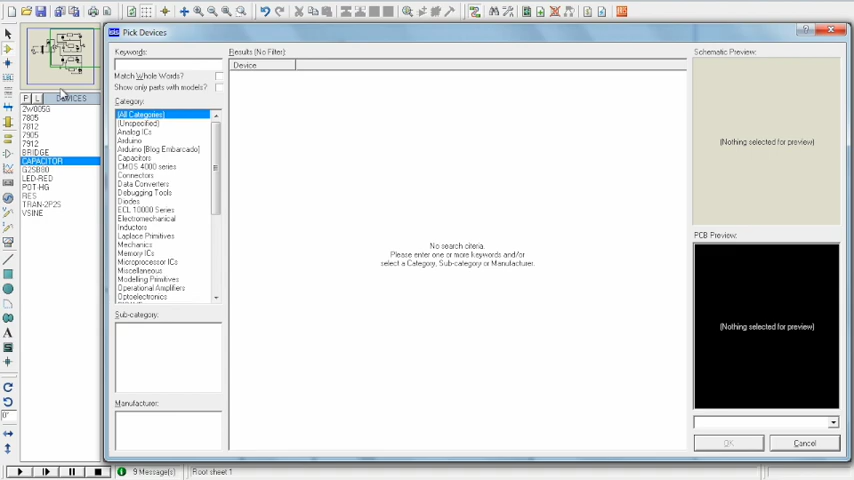 isis Pick Devices
Keywords:
Match Whole Words?
Show only parts with models?
Category:
(All Categories)
(Unspecified)
Analog ICs
Arduino
Arduino [Blog Embarcado]
Capacitors
CMOS 4000 series
Connectors
Data Converters
Debugging Tools
Diodes
ECL 10000 Series
Electromechanical
Inductors
Laplace Primitives
Mechanics
Memory ICs
Microprocessor ICs
Miscellaneous
Modelling Primitives
Operational Amplifiers
Optoelectronics
Sub-category:
Manufacturer:
Results (No Filter):
Device
No search criteria.
Please enter one or more keywords and/or
select a Category, Sub-category or Manufacturer.
Schematic Preview:
(Nothing selected for preview)
PCB Preview:
(Nothing selected for preview)
OK
Cancel
P L DEVICES
2W005G
7805
7812
7905
7912
BRIDGE
CAPACITOR
G2SB80
LED-RED
POT-HG
RES
TRAN-2P2S
VSINE
0°
9 Message(s)
Root sheet 1